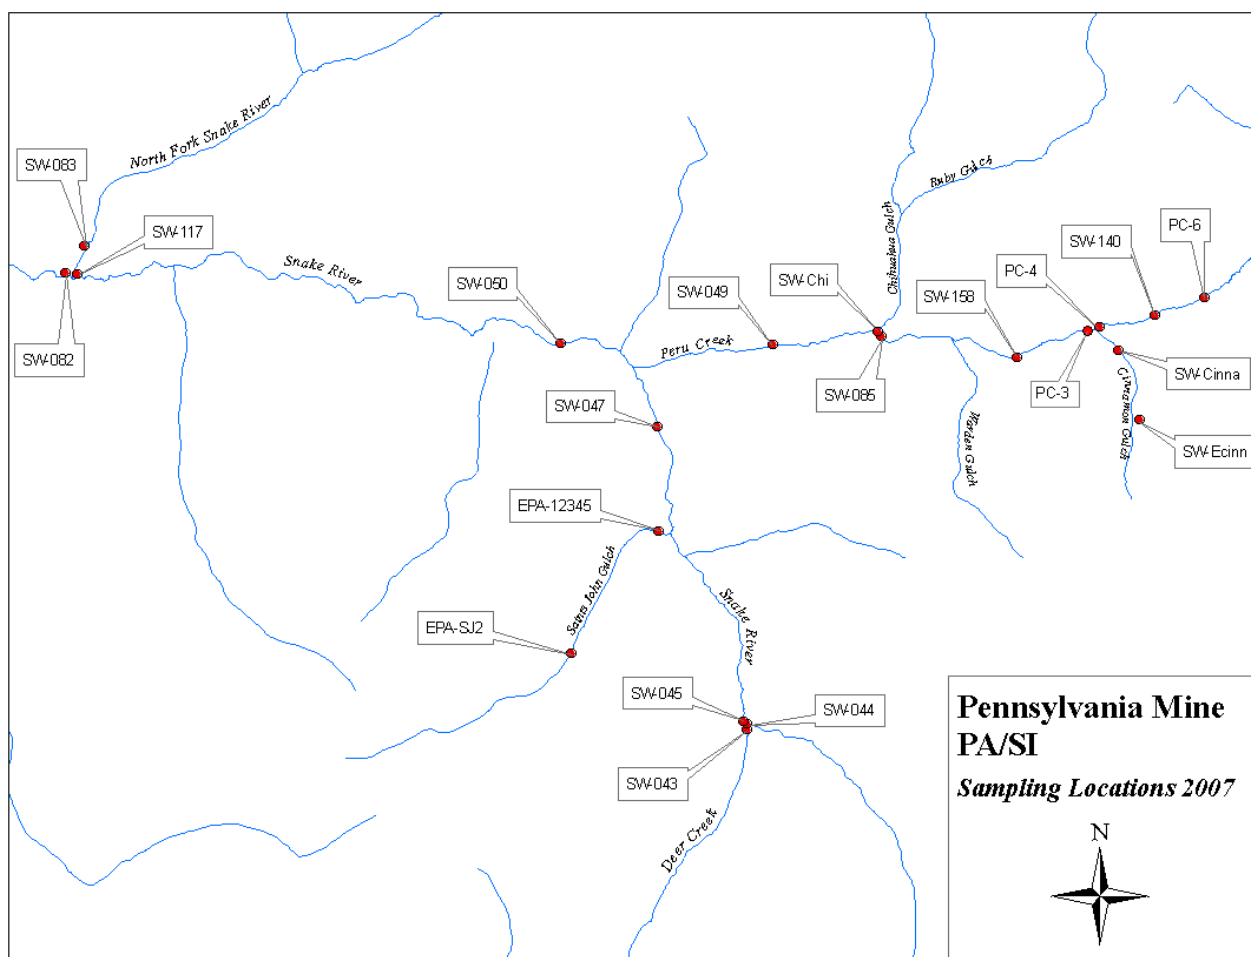 North Fork Snake River
SW-083
SW-117
SW-082
Snake River
SW-050
SW-049
SW-Chi
Chihuahua Gulch
Ruby Gulch
SW-140
PC-6
PC-4
SW-158
Peru Creek
SW-085
PC-3
SW-Cinna
Cinnamon Gulch
SW-Ecinn
Warden Gulch
SW-047
EPA-12345
Saints John Gulch
EPA-SJ2
Snake River
SW-045
SW-044
SW-043
Deer Creek
Pennsylvania Mine
PA/SI
Sampling Locations 2007
N